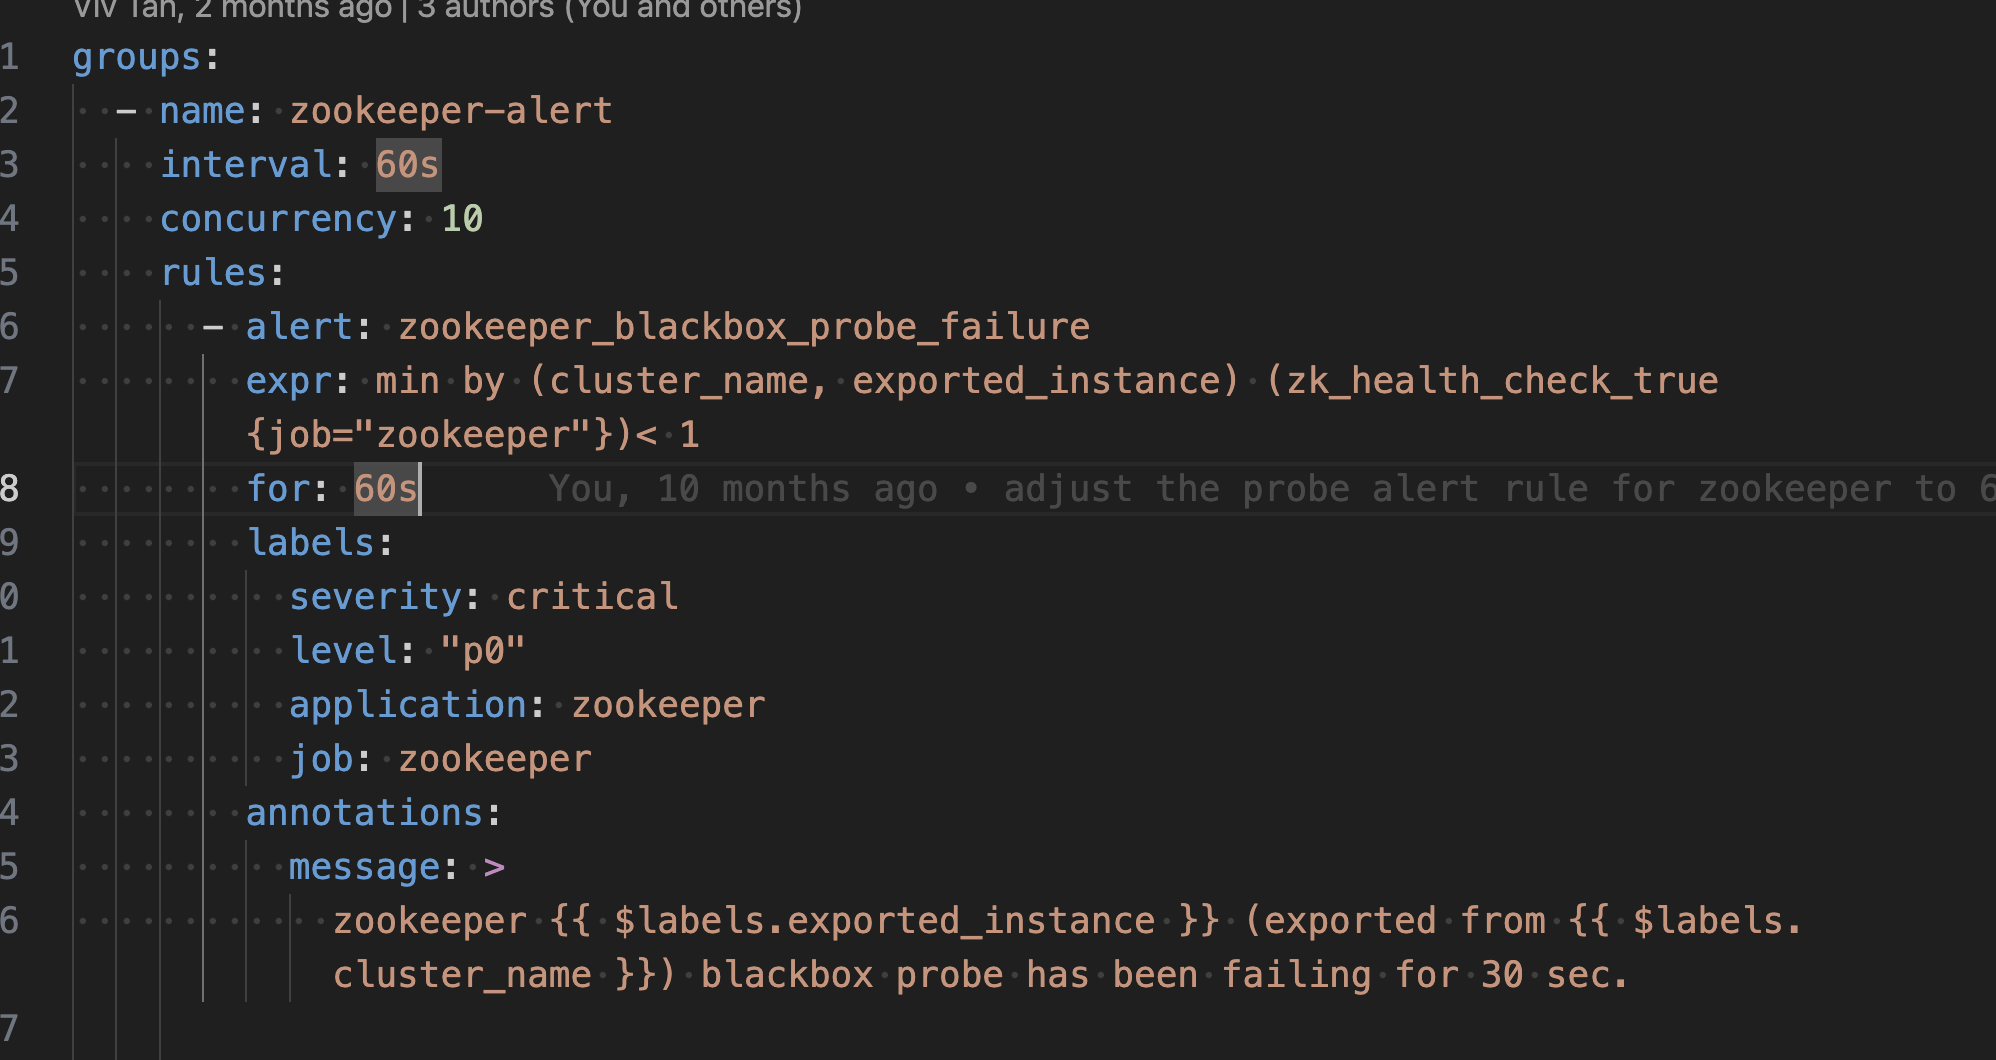 Viv Tan, 2 months ago | 3 authors (You and others)
1 groups:
2 - name: zookeeper-alert
3 interval: 60s
4 concurrency: 10
5 rules:
6 - alert: zookeeper_blackbox_probe_failure
7 expr: min by (cluster_name, exported_instance) (zk_health_check_true
{job="zookeeper"})< 1
8 for: 60s You, 10 months ago • adjust the probe alert rule for zookeeper to 6
9 labels:
0 severity: critical
1 level: "p0"
2 application: zookeeper
3 job: zookeeper
4 annotations:
5 message: >
6 zookeeper {{ $labels.exported_instance }} (exported from {{ $labels.
cluster_name }}) blackbox probe has been failing for 30 sec.
7